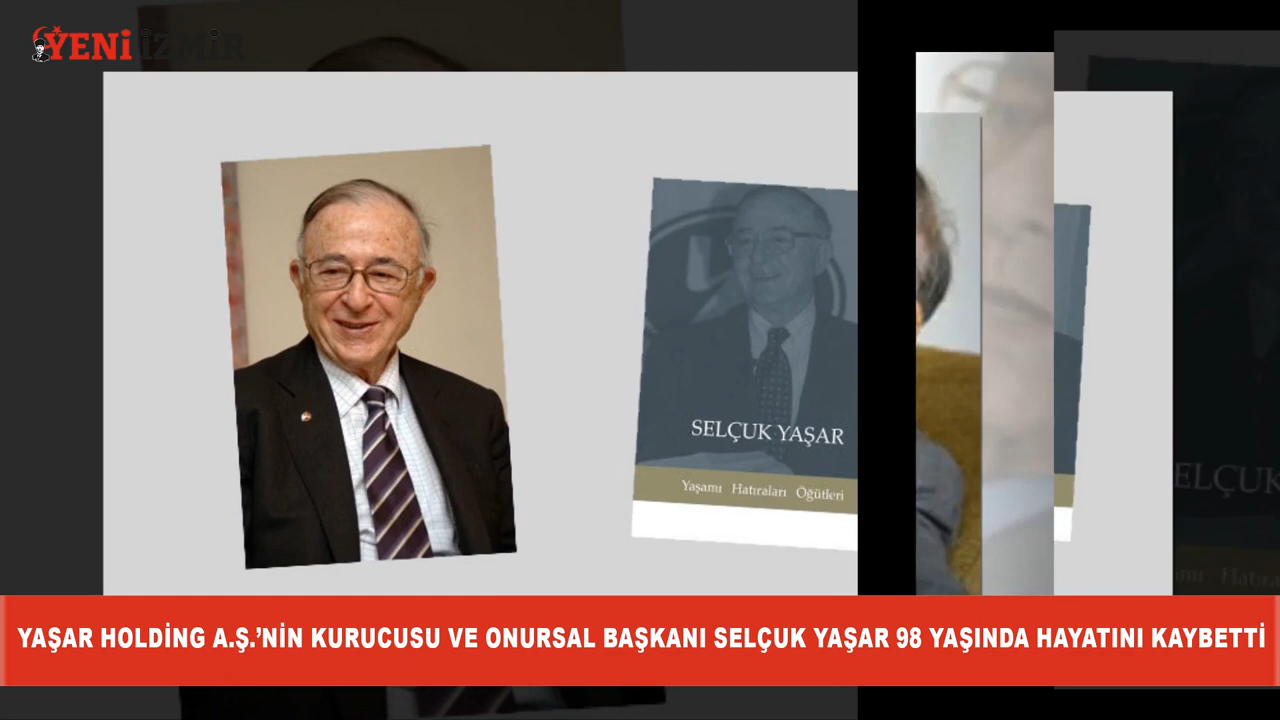 YENİ İZMİR
SELÇUK YAŞAR
Yaşamı Hatıraları Öğütleri
SELÇUK
YAŞAR HOLDİNG A.Ş.’NİN KURUCUSU VE ONURSAL BAŞKANI SELÇUK YAŞAR 98 YAŞINDA HAYATINI KAYBETTİ